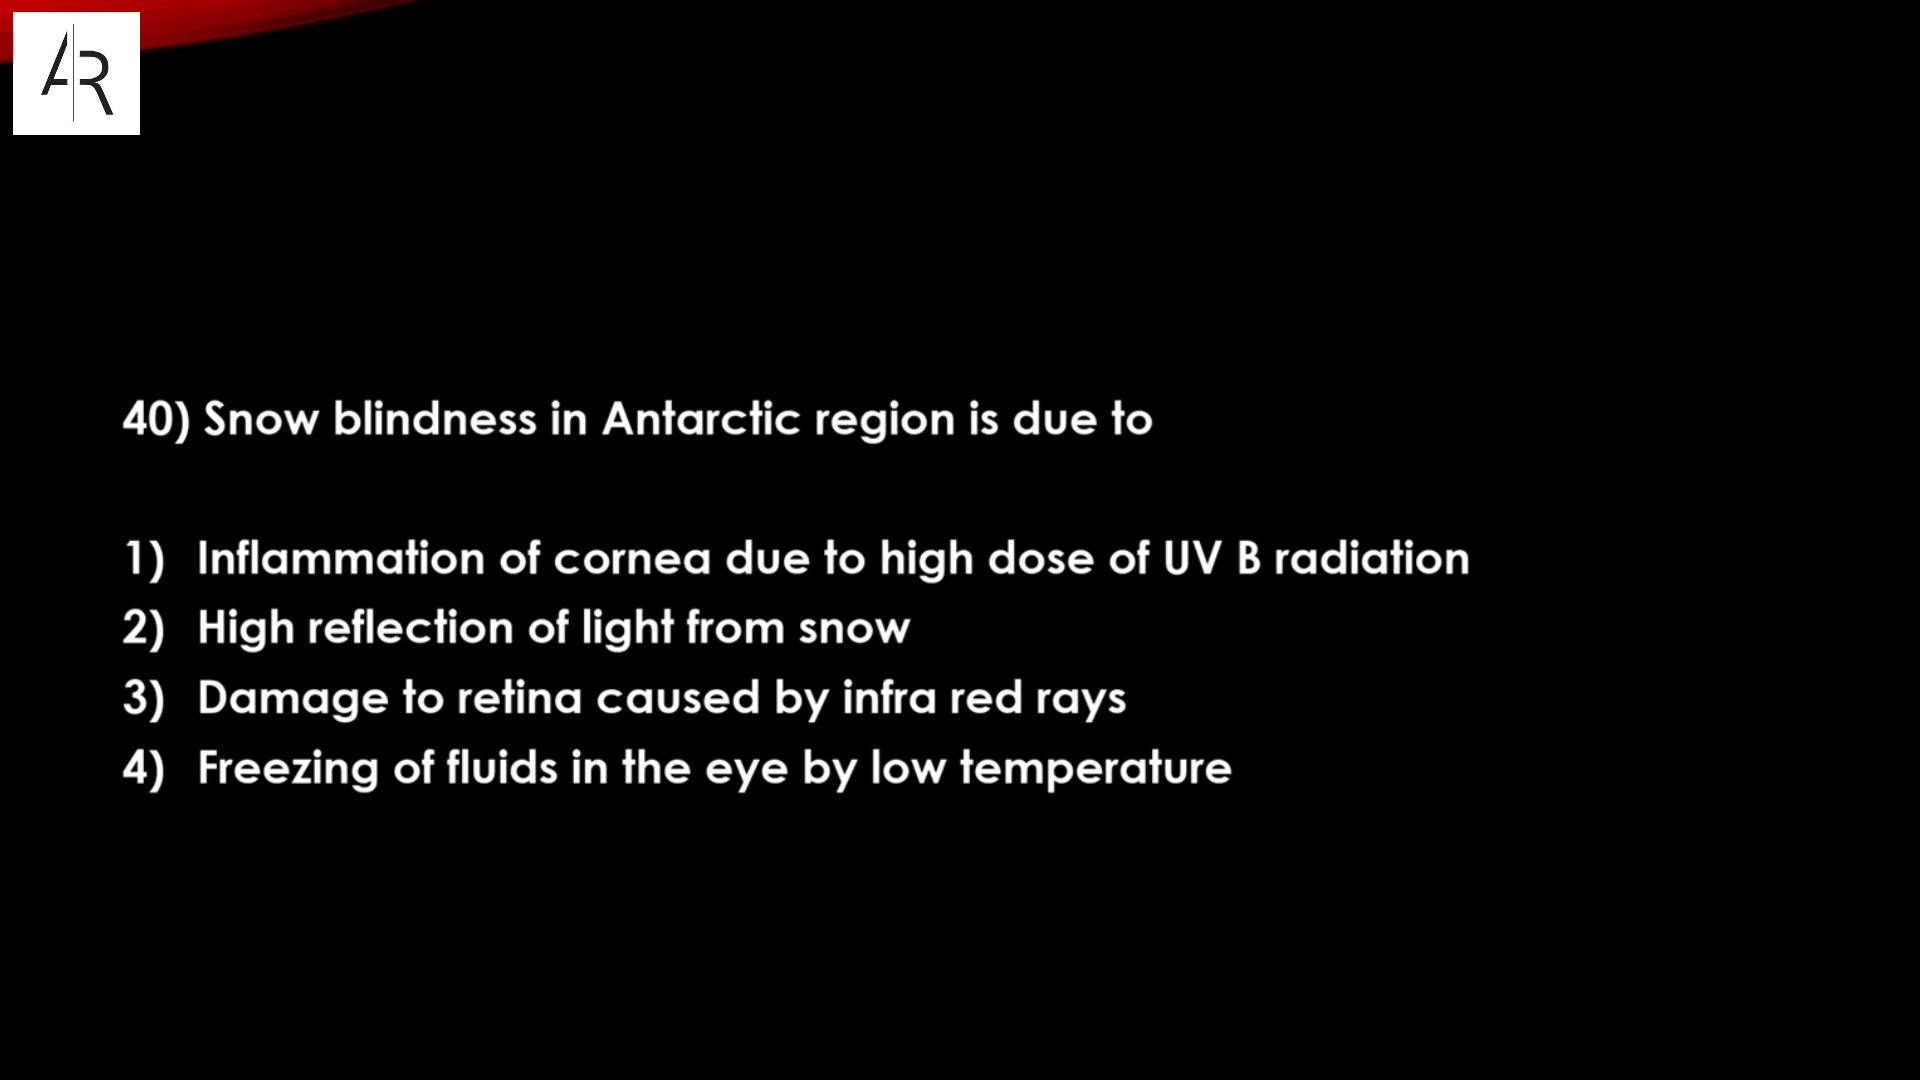 AR
40) Snow blindness in Antarctic region is due to
1) Inflammation of cornea due to high dose of UV B radiation
2) High reflection of light from snow
3) Damage to retina caused by infra red rays
4) Freezing of fluids in the eye by low temperature